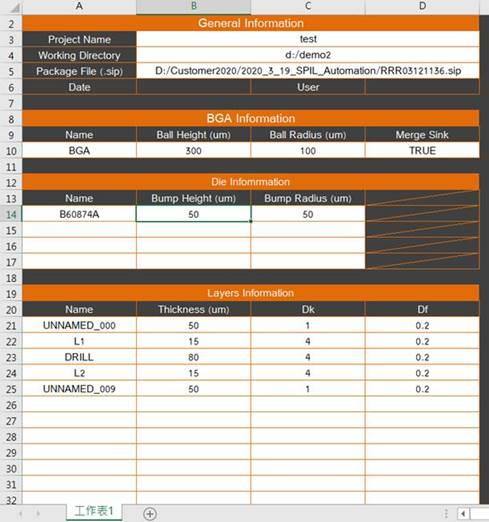 A B C D
2 General Information
3 Project Name test
4 Working Directory d:/demo2
5 Package File (.sip) D:/Customer2020/2020_3_19_SPIL_Automation/RRR03121136.sip
6 Date User
7
8 BGA Information
9 Name Ball Height (um) Ball Radius (um) Merge Sink
10 BGA 300 100 TRUE
11
12 Die Infommration
13 Name Bump Height (um) Bump Radius (um)
14 B60874A 50 50
15
16
17
18
19 Layers Information
20 Name Thickness (um) Dk Df
21 UNNAMED_000 50 1 0.2
22 L1 15 4 0.2
23 DRILL 80 4 0.2
24 L2 15 4 0.2
25 UNNAMED_009 50 1 0.2
26
27
28
29
30
31
32
工作表1